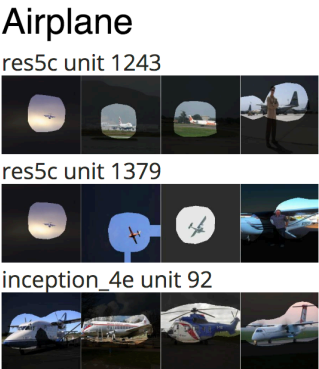 Airplane
res5c unit 1243
res5c unit 1379
inception_4e unit 92